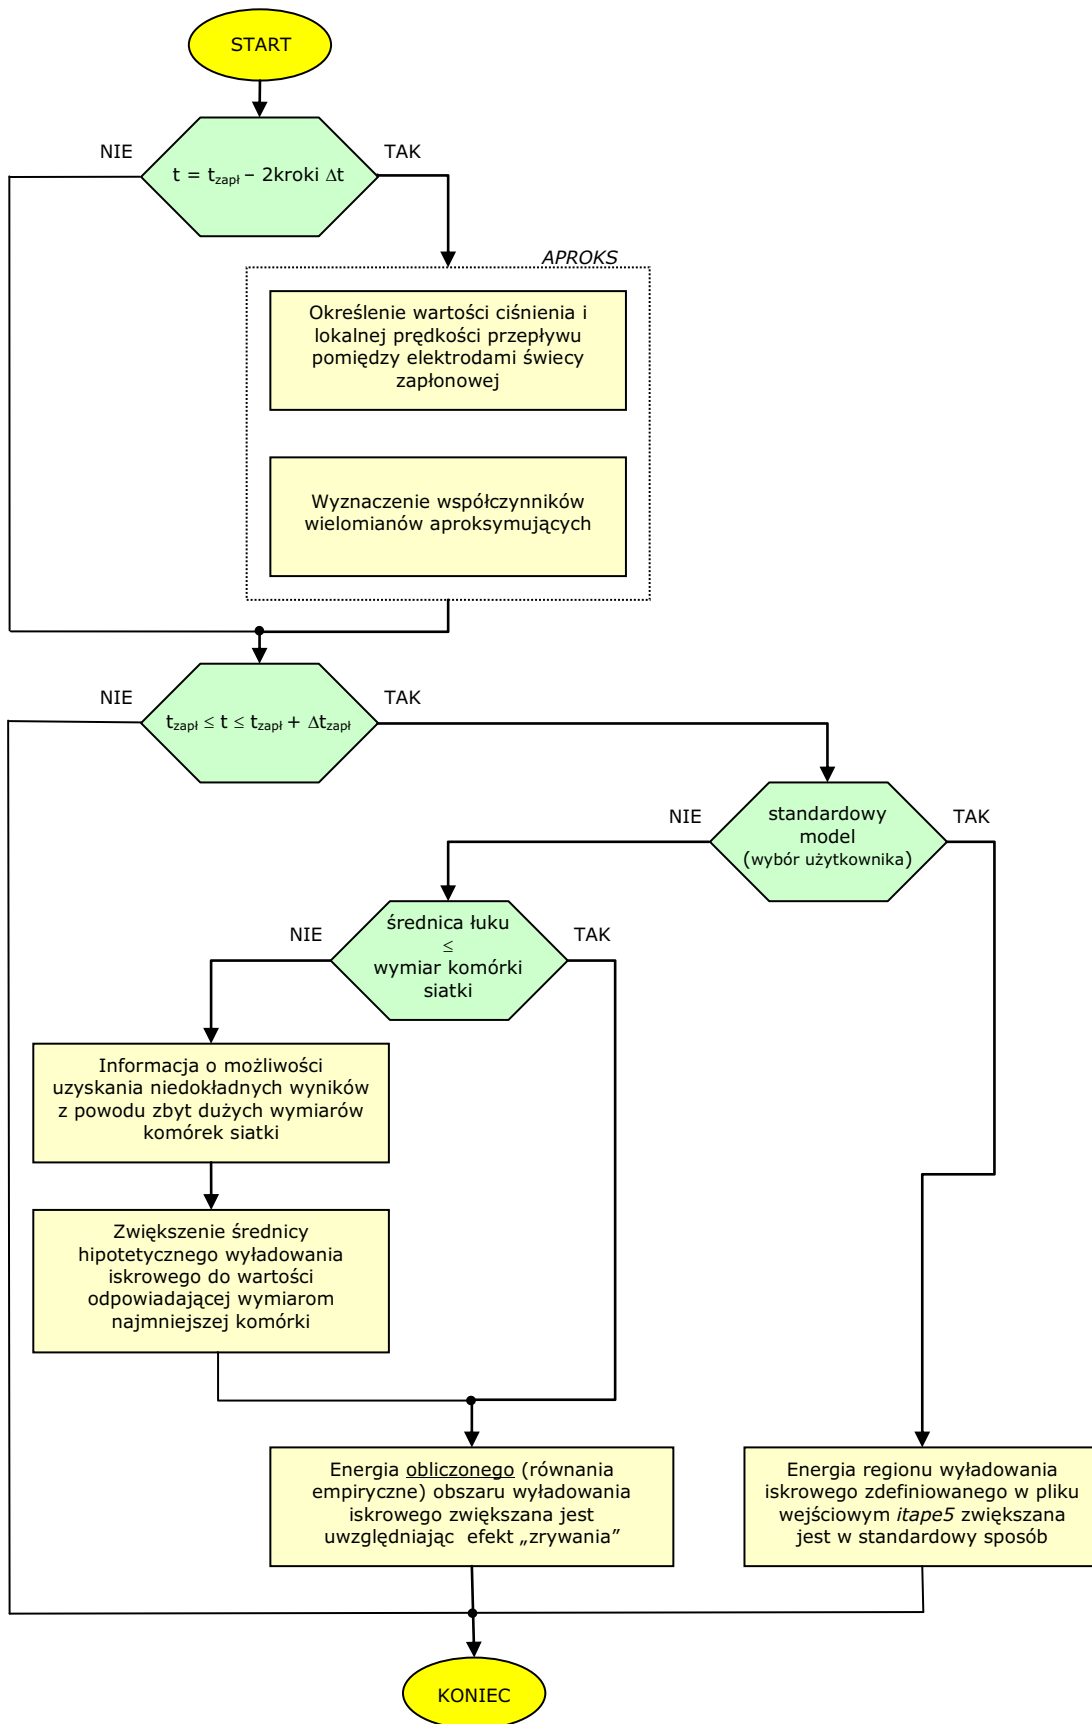 START
NIE
TAK
t = tzapł – 2kroki Δt
APROKS
Określenie wartości ciśnienia i
lokalnej prędkości przepływu
pomiędzy elektrodami świecy
zapłonowej
Wyznaczenie współczynników
wielomianów aproksymujących
NIE
TAK
tzapł ≤ t ≤ tzapł + Δtzapł
NIE
TAK
standardowy
model
(wybór użytkownika)
NIE
TAK
średnica łuku
≤
wymiar komórki
siatki
Informacja o możliwości
uzyskania niedokładnych wyników
z powodu zbyt dużych wymiarów
komórek siatki
Zwiększenie średnicy
hipotetycznego wyładowania
iskrowego do wartości
odpowiadającej wymiarom
najmniejszej komórki
Energia obliczonego (równania
empiryczne) obszaru wyładowania
iskrowego zwiększana jest
uwzględniając efekt „zrywania”
Energia regionu wyładowania
iskrowego zdefiniowanego w pliku
wejściowym itape5 zwiększana
jest w standardowy sposób
KONIEC